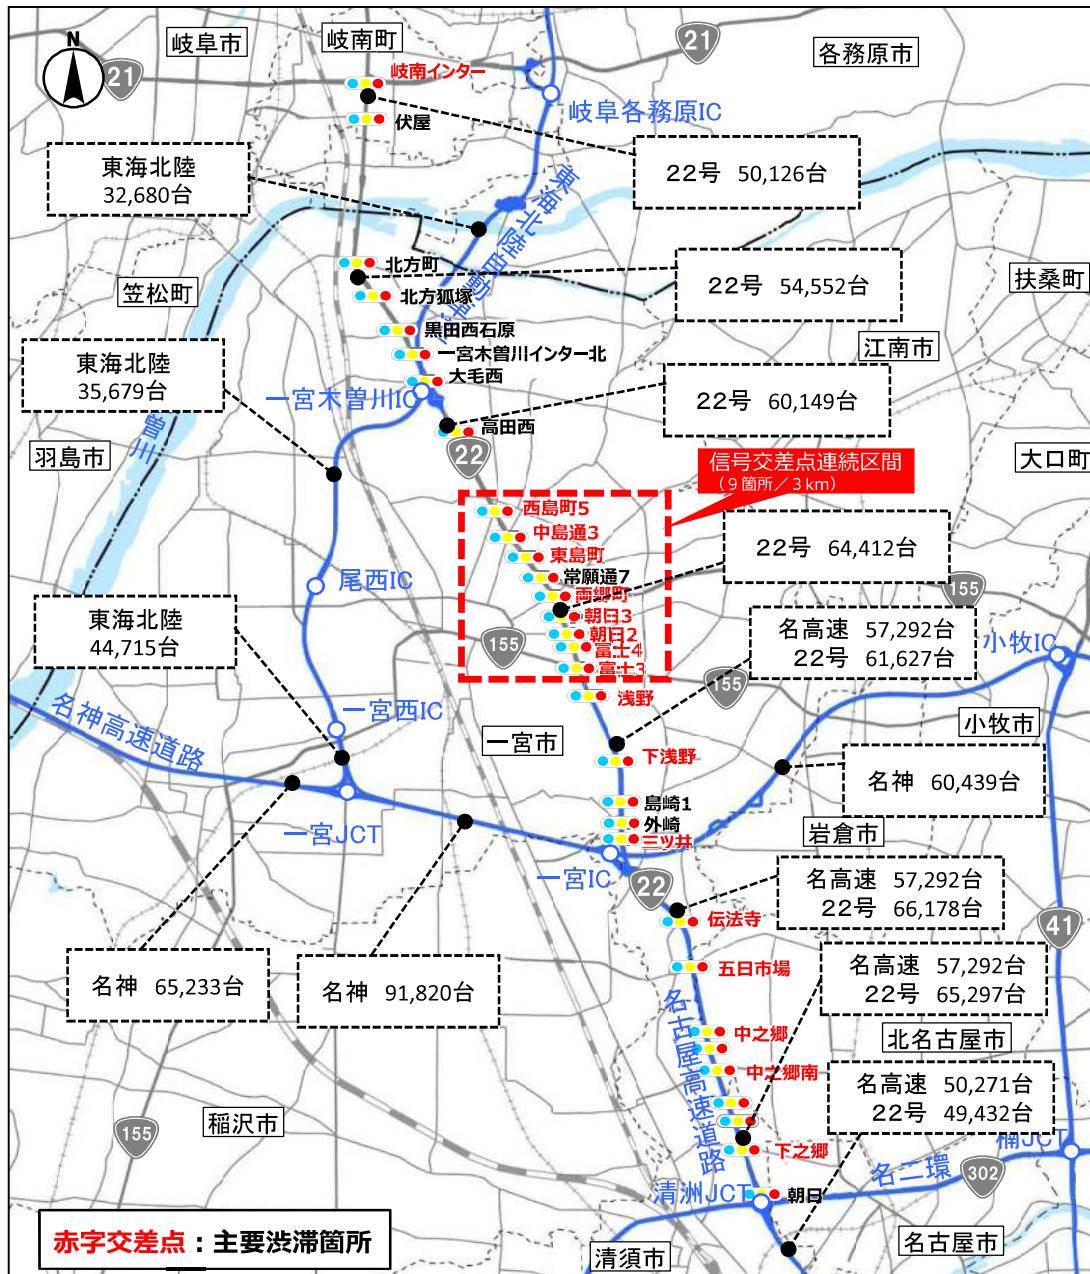 岐阜市
岐南町
21
各務原市
N
21
岐南インター
岐阜各務原IC
伏屋
東海北陸
32,680台
22号 50,126台
東海北陸自動車道
北方町
22号 54,552台
扶桑町
笠松町
北方狐塚
黒田西石原
江南市
一宮木曽川インター北
東海北陸
35,679台
大毛西
一宮木曽川IC
22号 60,149台
高田西
羽島市
曽川
22
信号交差点連続区間
(9箇所/3km)
大口町
西島町5
中島通3
東島町
22号 64,412台
常願通7
尾西IC
両郷町
155
東海北陸
44,715台
朝日3
朝日2
名高速 57,292台
22号 61,627台
155
富士4
小牧IC
富士3
155
浅野
名神高速道路
一宮西IC
一宮市
小牧市
下浅野
名神 60,439台
島崎1
外崎
岩倉市
一宮JCT
三ツ井
一宮IC
22
名高速 57,292台
22号 66,178台
伝法寺
41
名神 65,233台
名神 91,820台
五日市場
名高速 57,292台
22号 65,297台
名古屋高速道路
中之郷
北名古屋市
中之郷南
名高速 50,271台
22号 49,432台
稲沢市
155
下之郷
楠JCT
名二環
302
清洲JCT
朝日
赤字交差点:主要渋滞箇所
清須市
名古屋市